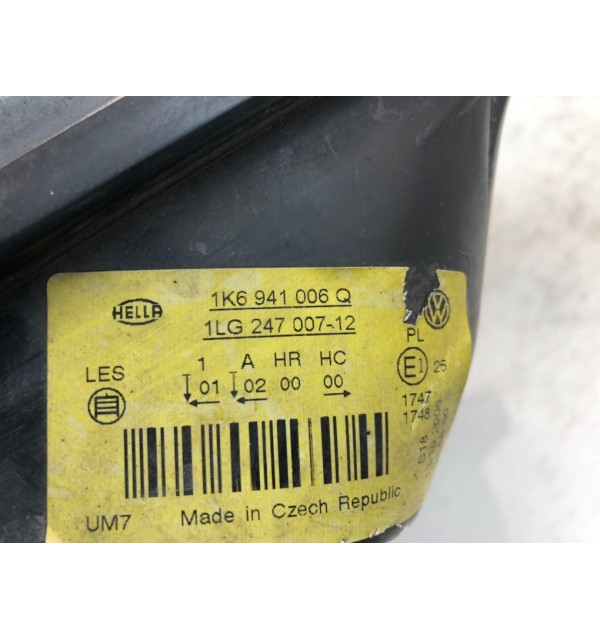 HELLA
1K6 941 006 Q
1LG 247 007-12
PL
1 A HR HC
LES
01 02 00 00
E1 25
1747
1748
UM7
Made in Czech Republic